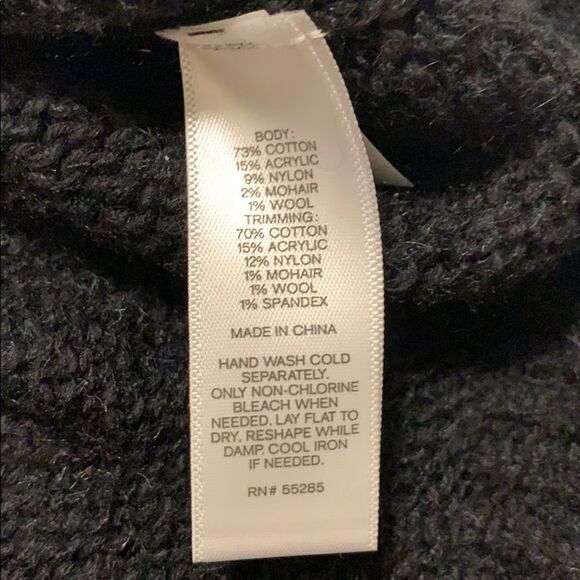 BODY:
73% COTTON
15% ACRYLIC
9% NYLON
2% MOHAIR
1% WOOL
TRIMMING:
70% COTTON
15% ACRYLIC
12% NYLON
1% MOHAIR
1% WOOL
1% SPANDEX
MADE IN CHINA
HAND WASH COLD
SEPARATELY.
ONLY NON-CHLORINE
BLEACH WHEN
NEEDED. LAY FLAT TO
DRY. RESHAPE WHILE
DAMP. COOL IRON
IF NEEDED.
RN# 55285